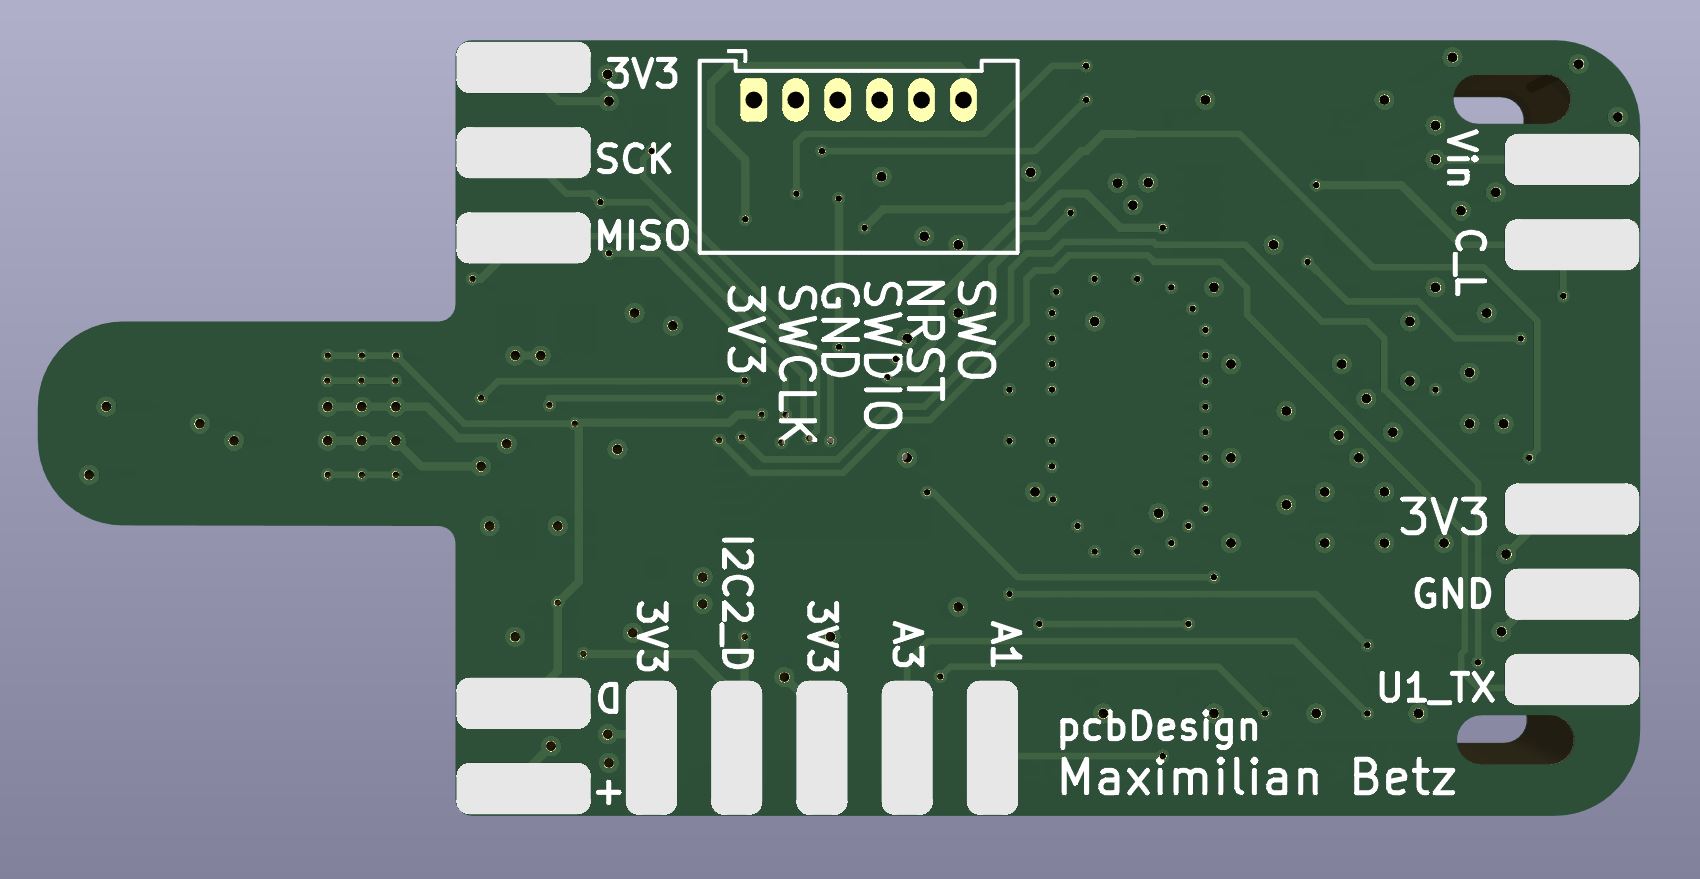 3V3
SCK
MISO
Vin
C_L
3V3
SWCLK
GND
SWDIO
NRST
SWO
3V3
GND
U1_TX
3V3
I2C2_D
3V3
A3
A1
D
+
pcbDesign
Maximilian Betz